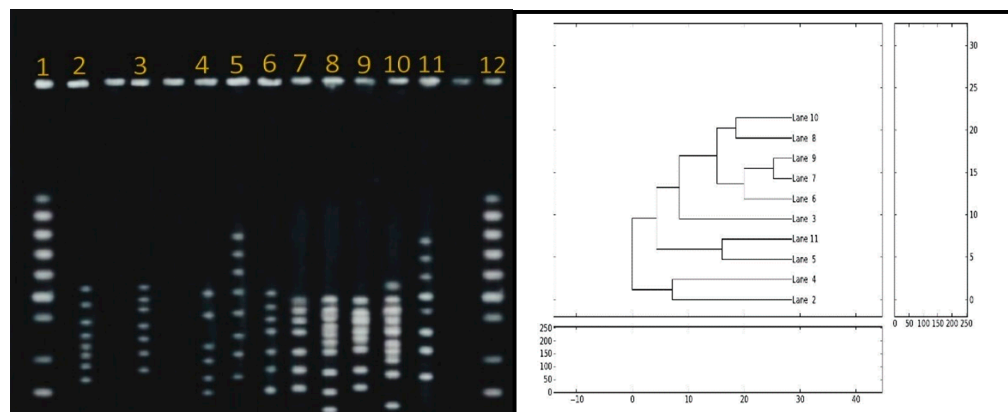 1 2 3 4 5 6 7 8 9 10 11 12
Lane 10
Lane 8
Lane 9
Lane 7
Lane 6
Lane 3
Lane 11
Lane 5
Lane 4
Lane 2
30
25
20
15
10
5
0
0 50 100 150 200 250
250
200
150
100
50
0
−10 0 10 20 30 40